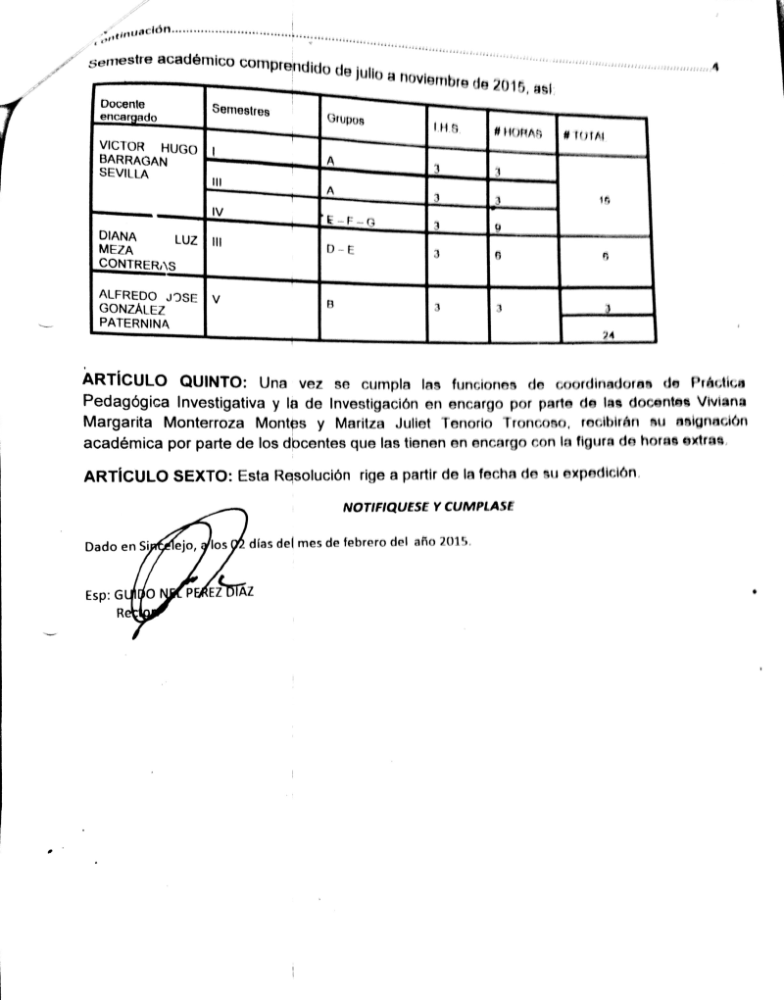 Continuación.......................................................................4
Semestre académico comprendido de julio a noviembre de 2015, así
Docente encargado Semestres Grupos I.H.S # HORAS # TOTAL
VICTOR HUGO BARRAGAN SEVILLA I A 3 3 15
III A 3 3
IV E – F – G 3 9
DIANA LUZ MEZA CONTRERAS III D – E 3 6 6
ALFREDO JOSE GONZÁLEZ PATERNINA V B 3 3 3
24
ARTÍCULO QUINTO: Una vez se cumpla las funciones de coordinadoras de Práctica
Pedagógica Investigativa y la de Investigación en encargo por parte de las docentes Viviana
Margarita Monterroza Montes y Maritza Juliet Tenorio Troncoso, recibirán su asignación
académica por parte de los docentes que las tienen en encargo con la figura de horas extras.
ARTÍCULO SEXTO: Esta Resolución rige a partir de la fecha de su expedición.
NOTIFIQUESE Y CUMPLASE
Dado en Sincelejo, a los 02 días del mes de febrero del año 2015.
Esp: GUIDO NEL PEREZ DIAZ
Rector